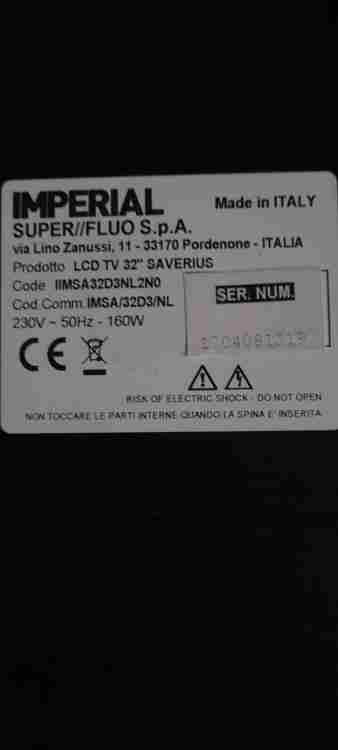 IMPERIAL
Made in ITALY
SUPER//FLUO S.p.A.
via Lino Zanussi, 11 - 33170 Pordenone - ITALIA
Prodotto LCD TV 32" SAVERIUS
Code IIMSA32D3NL2N0
SER. NUM.
Cod.Comm. IMSA/32D3/NL
230V ~ 50Hz - 160W
CE
RISK OF ELECTRIC SHOCK - DO NOT OPEN
NON TOCCARE LE PARTI INTERNE QUANDO LA SPINA E' INSERITA